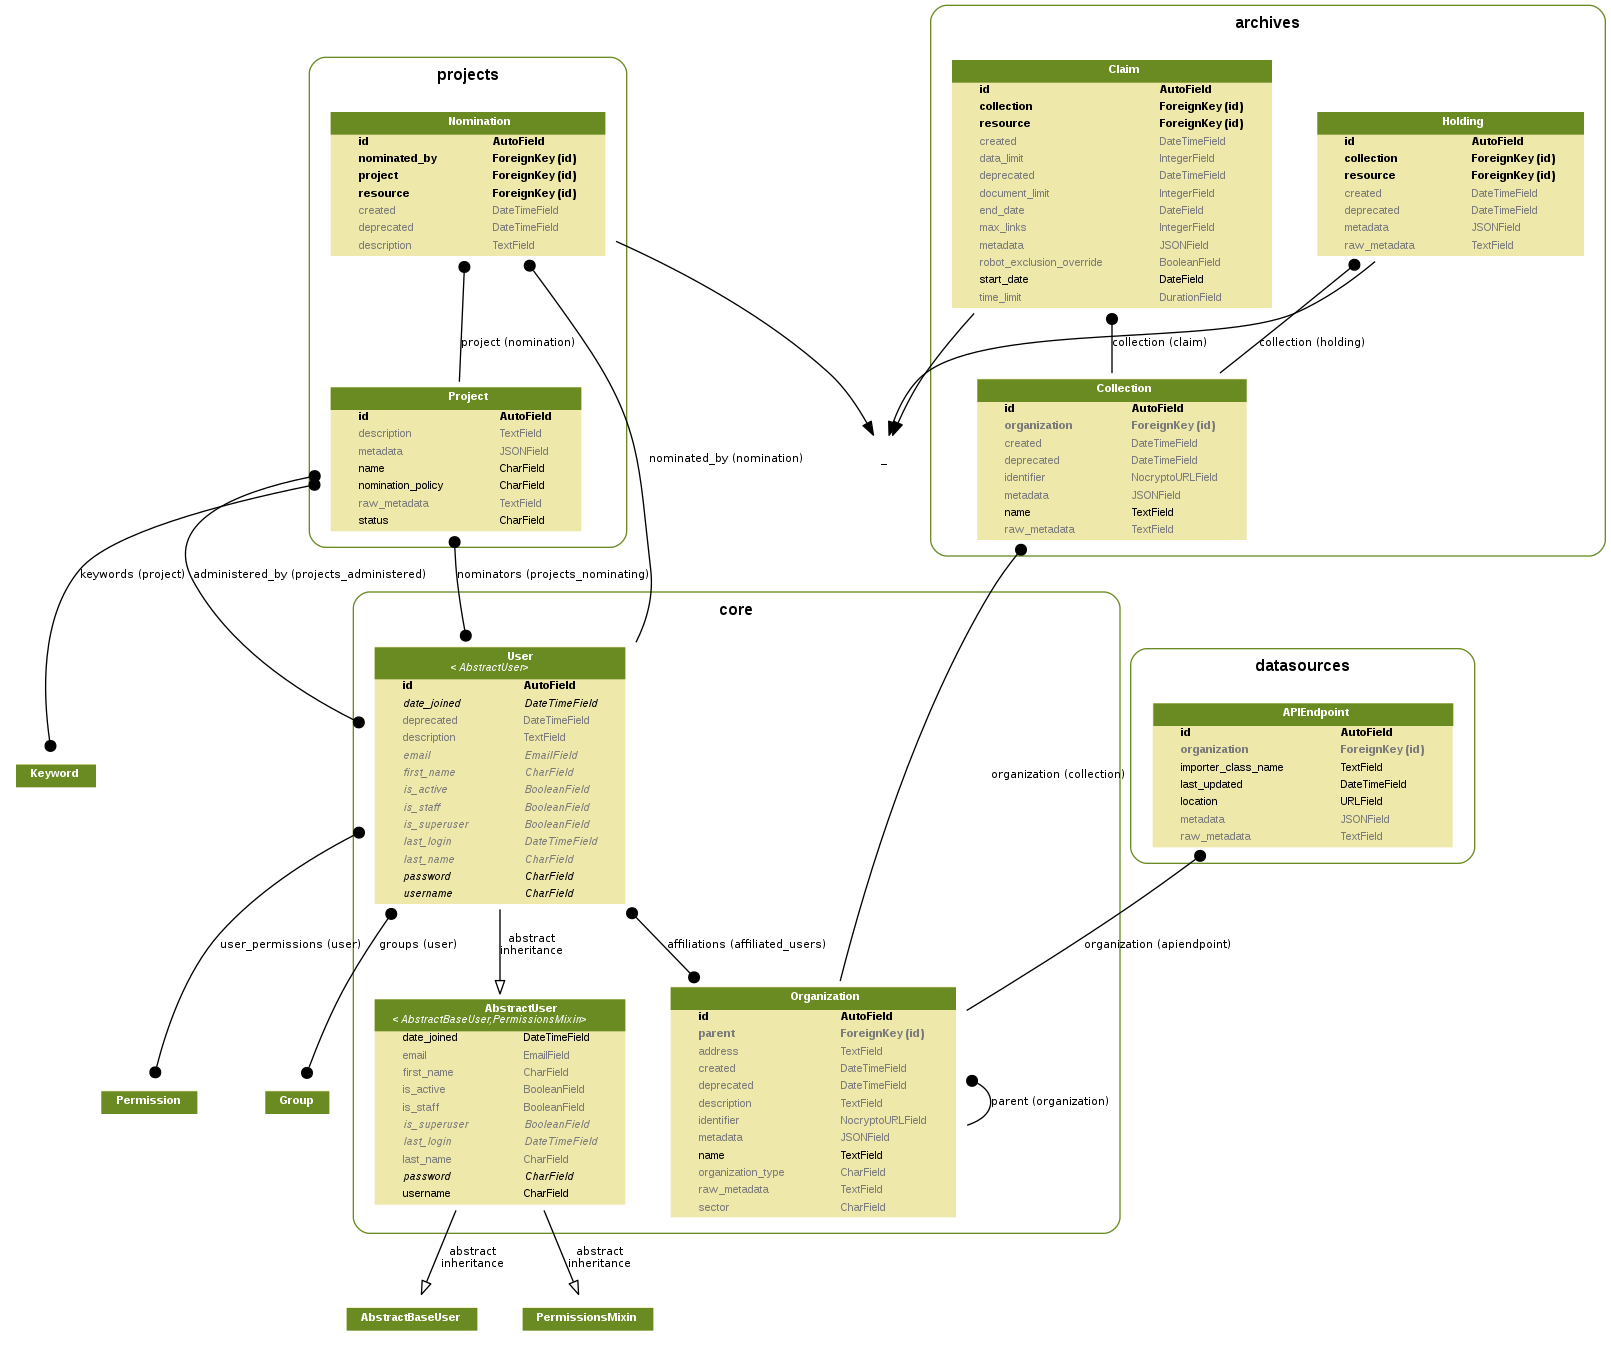 archives
projects
Claim
id AutoField
collection ForeignKey (id)
resource ForeignKey (id)
created DateTimeField
data_limit IntegerField
deprecated DateTimeField
document_limit IntegerField
end_date DateField
max_links IntegerField
metadata JSONField
robot_exclusion_override BooleanField
start_date DateField
time_limit DurationField
Holding
id AutoField
collection ForeignKey (id)
resource ForeignKey (id)
created DateTimeField
deprecated DateTimeField
metadata JSONField
raw_metadata TextField
Nomination
id AutoField
nominated_by ForeignKey (id)
project ForeignKey (id)
resource ForeignKey (id)
created DateTimeField
deprecated DateTimeField
description TextField
project (nomination)
collection (claim)
collection (holding)
Project
id AutoField
description TextField
metadata JSONField
name CharField
nomination_policy CharField
raw_metadata TextField
status CharField
nominated_by (nomination)
_
Collection
id AutoField
organization ForeignKey (id)
created DateTimeField
deprecated DateTimeField
identifier NocryptoURLField
metadata JSONField
name TextField
raw_metadata TextField
keywords (project)
administered_by (projects_administered)
nominators (projects_nominating)
core
User
< AbstractUser>
id AutoField
date_joined DateTimeField
deprecated DateTimeField
description TextField
email EmailField
first_name CharField
is_active BooleanField
is_staff BooleanField
is_superuser BooleanField
last_login DateTimeField
last_name CharField
password CharField
username CharField
datasources
APIEndpoint
id AutoField
organization ForeignKey (id)
importer_class_name TextField
last_updated DateTimeField
location URLField
metadata JSONField
raw_metadata TextField
Keyword
organization (collection)
user_permissions (user)
groups (user)
abstract
inheritance
affiliations (affiliated_users)
organization (apiendpoint)
AbstractUser
< AbstractBaseUser,PermissionsMixin>
date_joined DateTimeField
email EmailField
first_name CharField
is_active BooleanField
is_staff BooleanField
is_superuser BooleanField
last_login DateTimeField
last_name CharField
password CharField
username CharField
Organization
id AutoField
parent ForeignKey (id)
address TextField
created DateTimeField
deprecated DateTimeField
description TextField
identifier NocryptoURLField
metadata JSONField
name TextField
organization_type CharField
raw_metadata TextField
sector CharField
parent (organization)
Permission
Group
abstract
inheritance
abstract
inheritance
AbstractBaseUser
PermissionsMixin